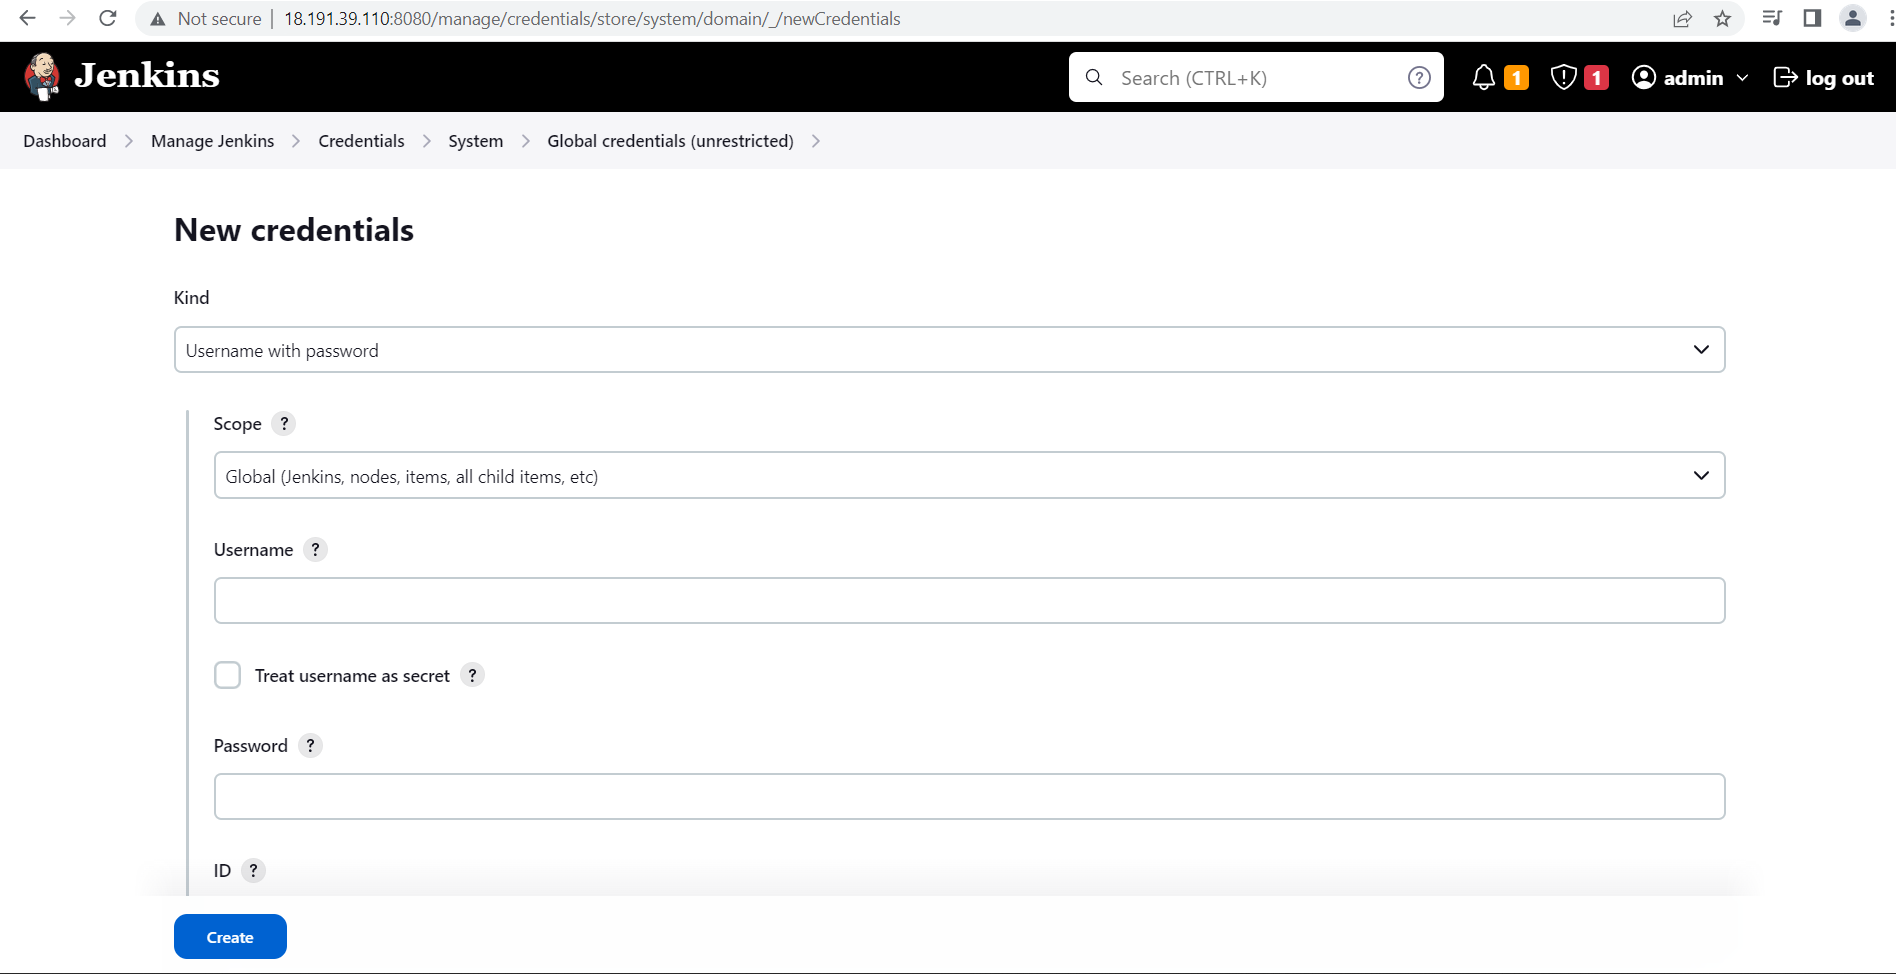 Not secure | 18.191.39.110:8080/manage/credentials/store/system/domain/_/newCredentials
Jenkins Search (CTRL+K) ? 1 1 admin log out
Dashboard Manage Jenkins Credentials System Global credentials (unrestricted)
New credentials
Kind
Username with password
Scope ?
Global (Jenkins, nodes, items, all child items, etc)
Username ?
Treat username as secret ?
Password ?
ID ?
Create